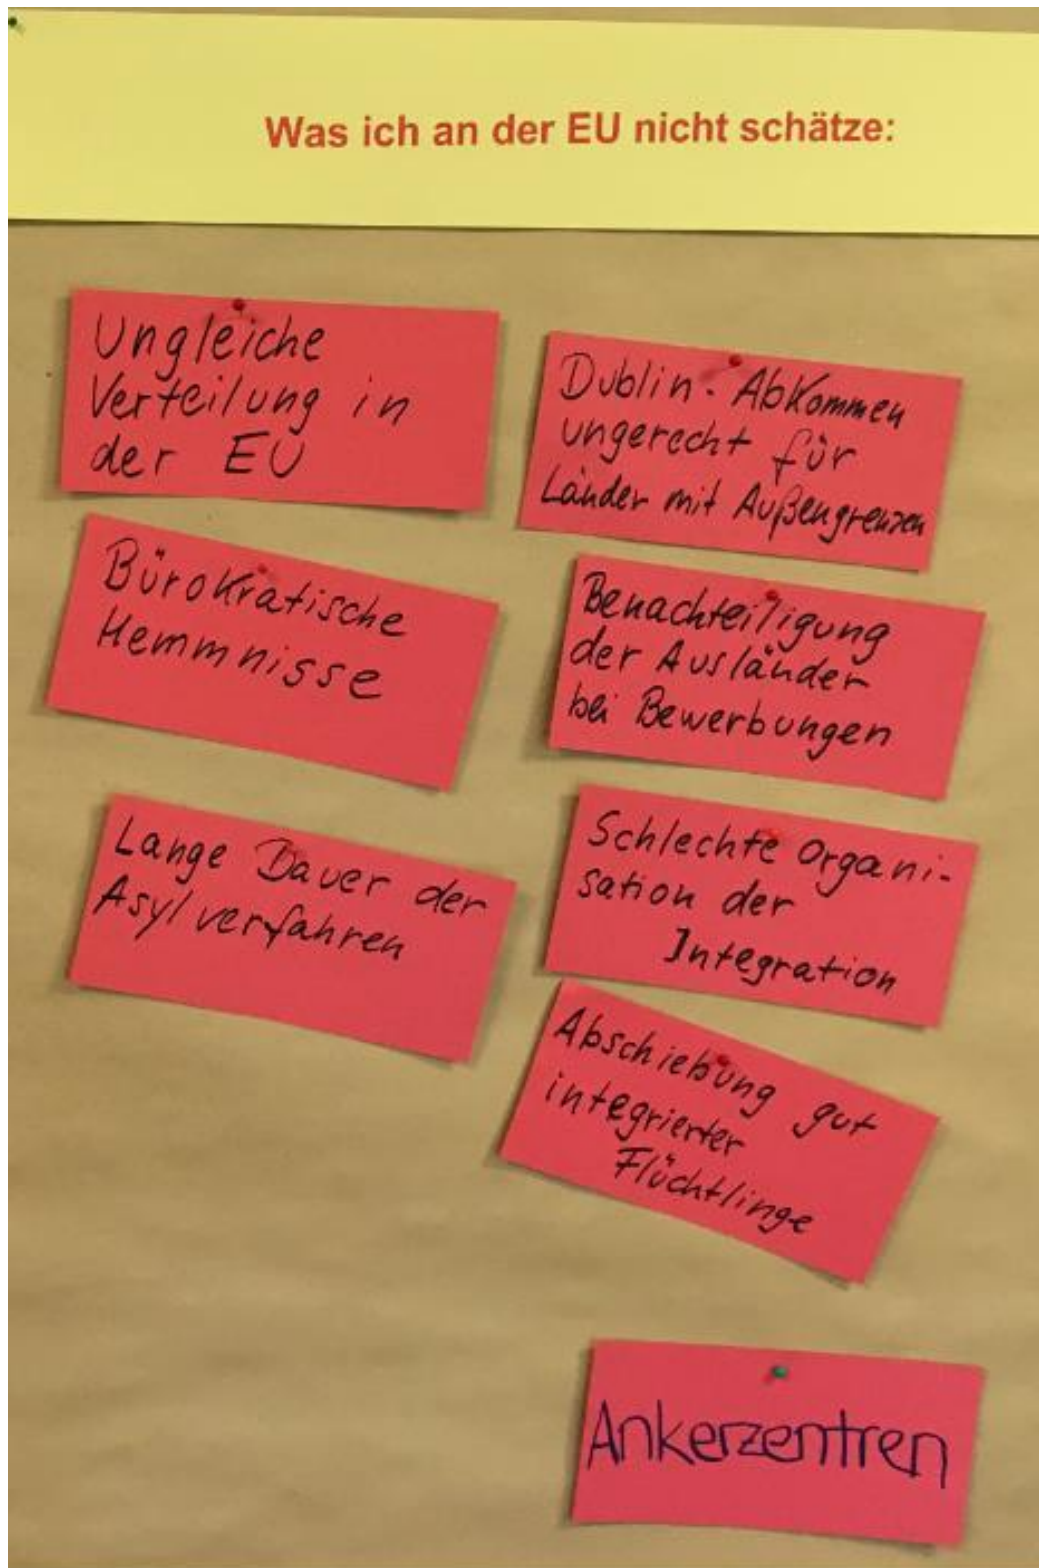 Was ich an der EU nicht schätze:
Ungleiche
Verteilung in
der EU
Bürokratische
Hemmnisse
Lange Dauer der
Asylverfahren
Dublin-Abkommen
ungerecht für
Länder mit Außengrenzen
Benachteiligung
der Ausländer
bei Bewerbungen
Schlechte Organi-
sation der
Integration
Abschiebung gut
integrierter
Flüchtlinge
Ankerzentren